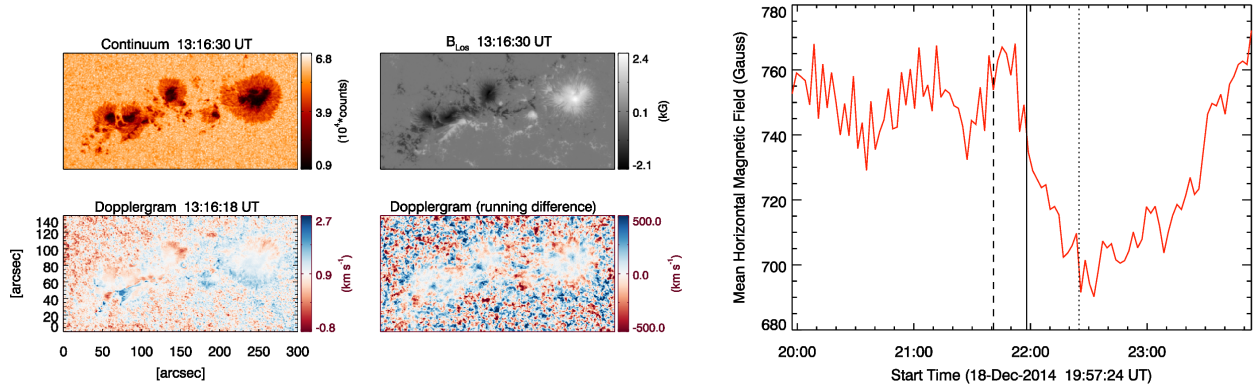 Continuum 13:16:30 UT
6.8
3.9
0.9
(10⁴*counts)
B_Los 13:16:30 UT
2.4
0.1
-2.1
(kG)
Dopplergram 13:16:18 UT
140
120
100
80
60
40
20
0
[arcsec]
0 50 100 150 200 250 300
[arcsec]
2.7
0.9
-0.8
(km s⁻¹)
Dopplergram (running difference)
500.0
0.0
-500.0
(km s⁻¹)
780
760
740
720
700
680
Mean Horizontal Magnetic Field (Gauss)
20:00 21:00 22:00 23:00
Start Time (18-Dec-2014 19:57:24 UT)